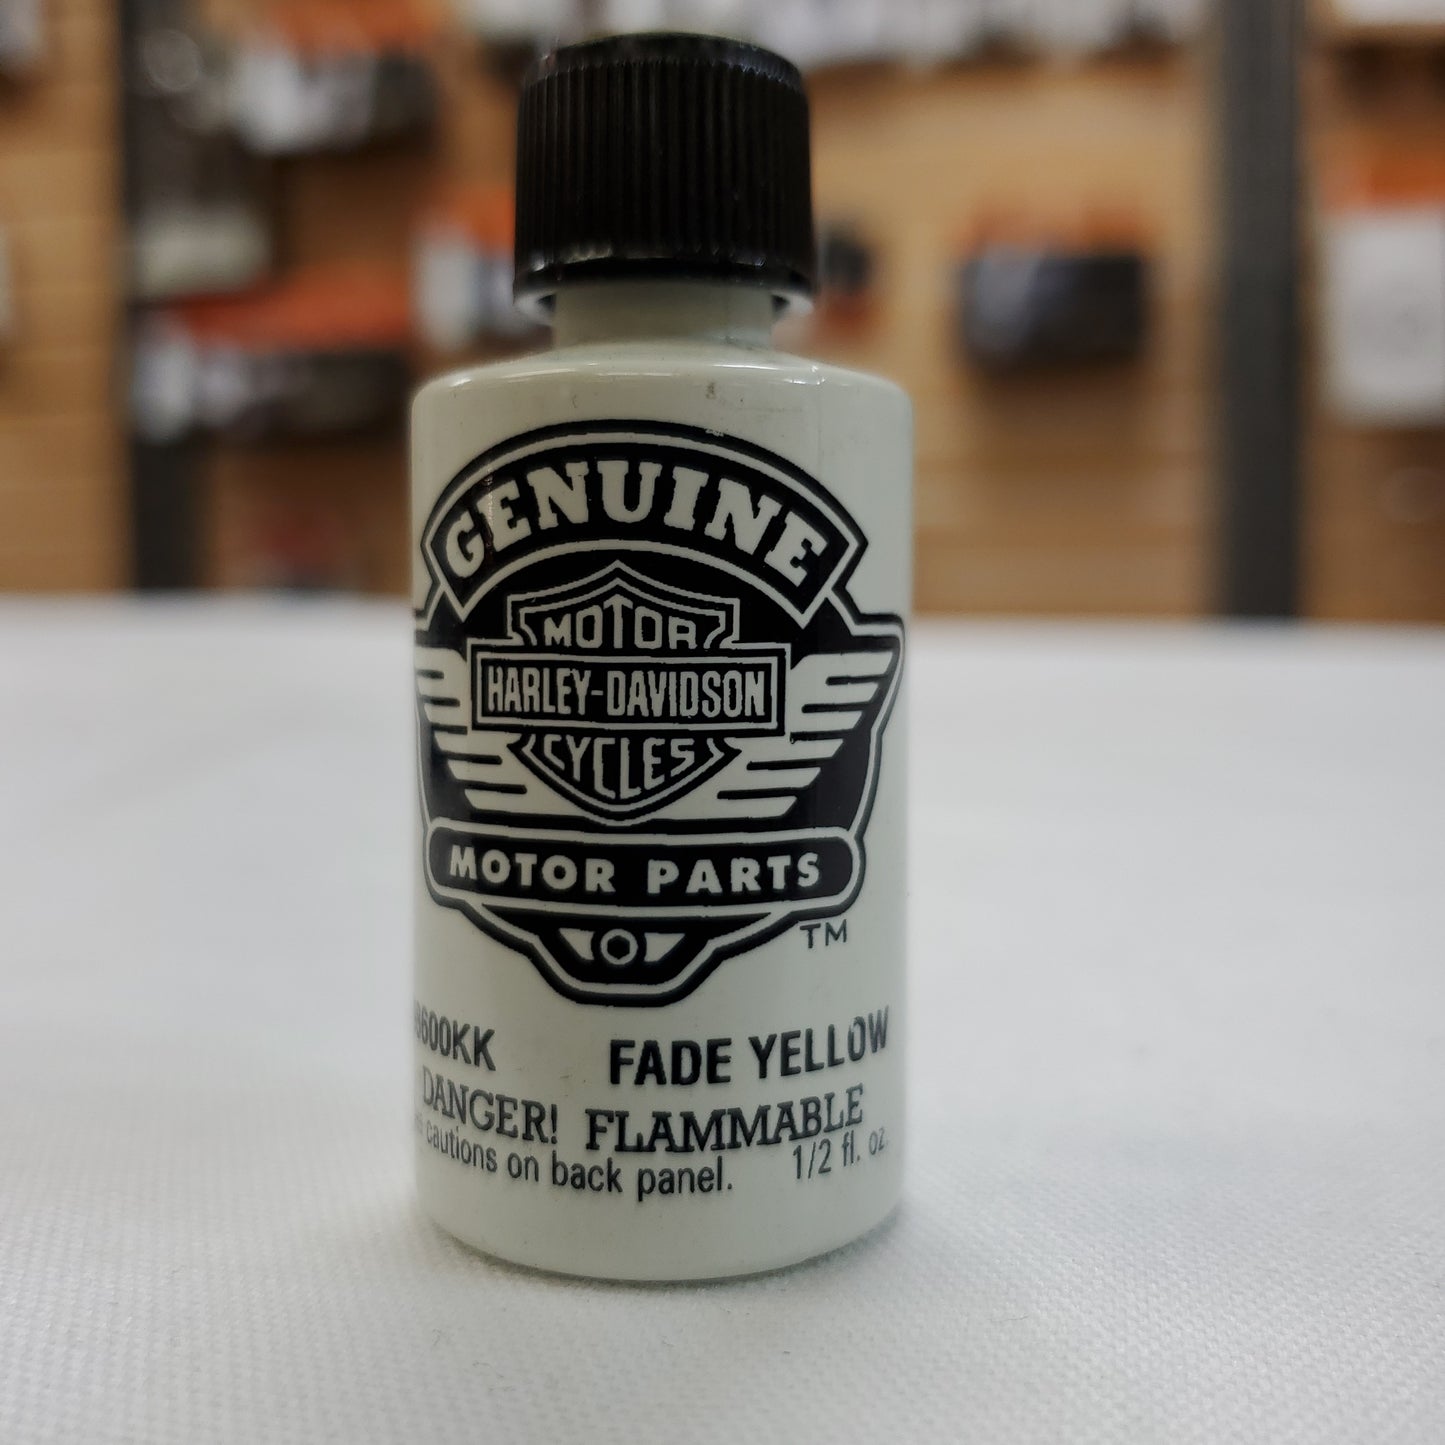 GENUINE
MOTOR
HARLEY-DAVIDSON
CYCLES
MOTOR PARTS
TM
FADE YELLOW
DANGER! FLAMMABLE
cautions on back panel. 1/2 fl. oz.